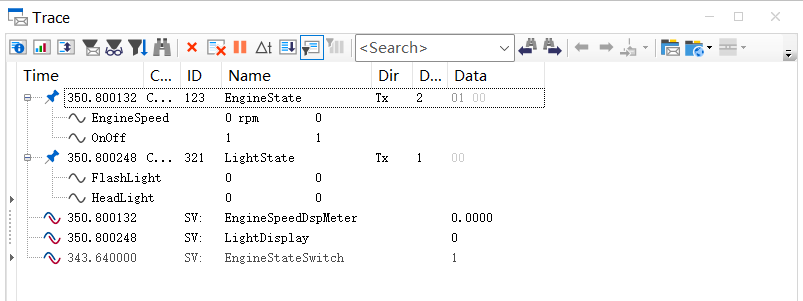 Trace
Δt <Search>
Time C... ID Name Dir D... Data
350.800132 C... 123 EngineState Tx 2 01 00
EngineSpeed 0 rpm 0
OnOff 1 1
350.800248 C... 321 LightState Tx 1 00
FlashLight 0 0
HeadLight 0 0
350.800132 SV: EngineSpeedDspMeter 0.0000
350.800248 SV: LightDisplay 0
343.640000 SV: EngineStateSwitch 1